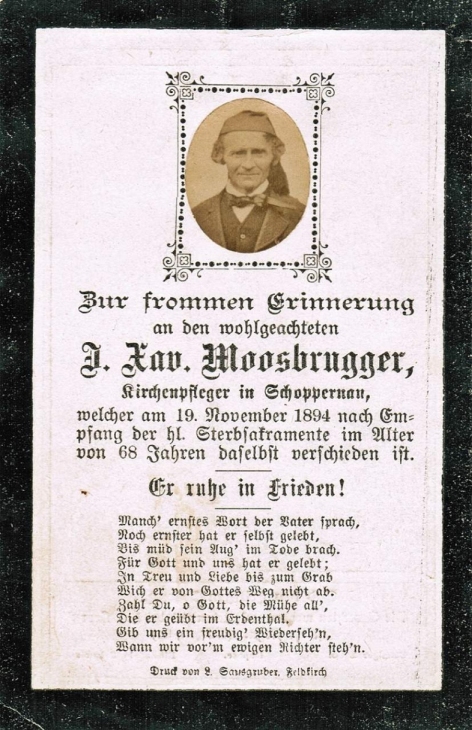 Zur frommen Erinnerung
an den wohlgeachteten
J. Xav. Moosbrugger,
Kirchenpfleger in Schoppernau,
welcher am 19. November 1894 nach Em-
pfang der hl. Sterbsakramente im Alter
von 68 Jahren daselbst verschieden ist.
Er ruhe in Frieden!
Manch' ernstes Wort der Vater sprach,
Noch ernster hat er selbst gelebt,
Bis müd sein Aug' im Tode brach.
Für Gott und uns hat er gelebt;
In Treu und Liebe bis zum Grab
Wich er von Gottes Weg nicht ab.
Zahl Du, o Gott, die Mühe all',
Die er geübt im Erdenthal.
Gib uns ein freudig' Wiederseh'n,
Wann wir vor'm ewigen Richter steh'n.
Druck von L. Sausgruber, Feldkirch